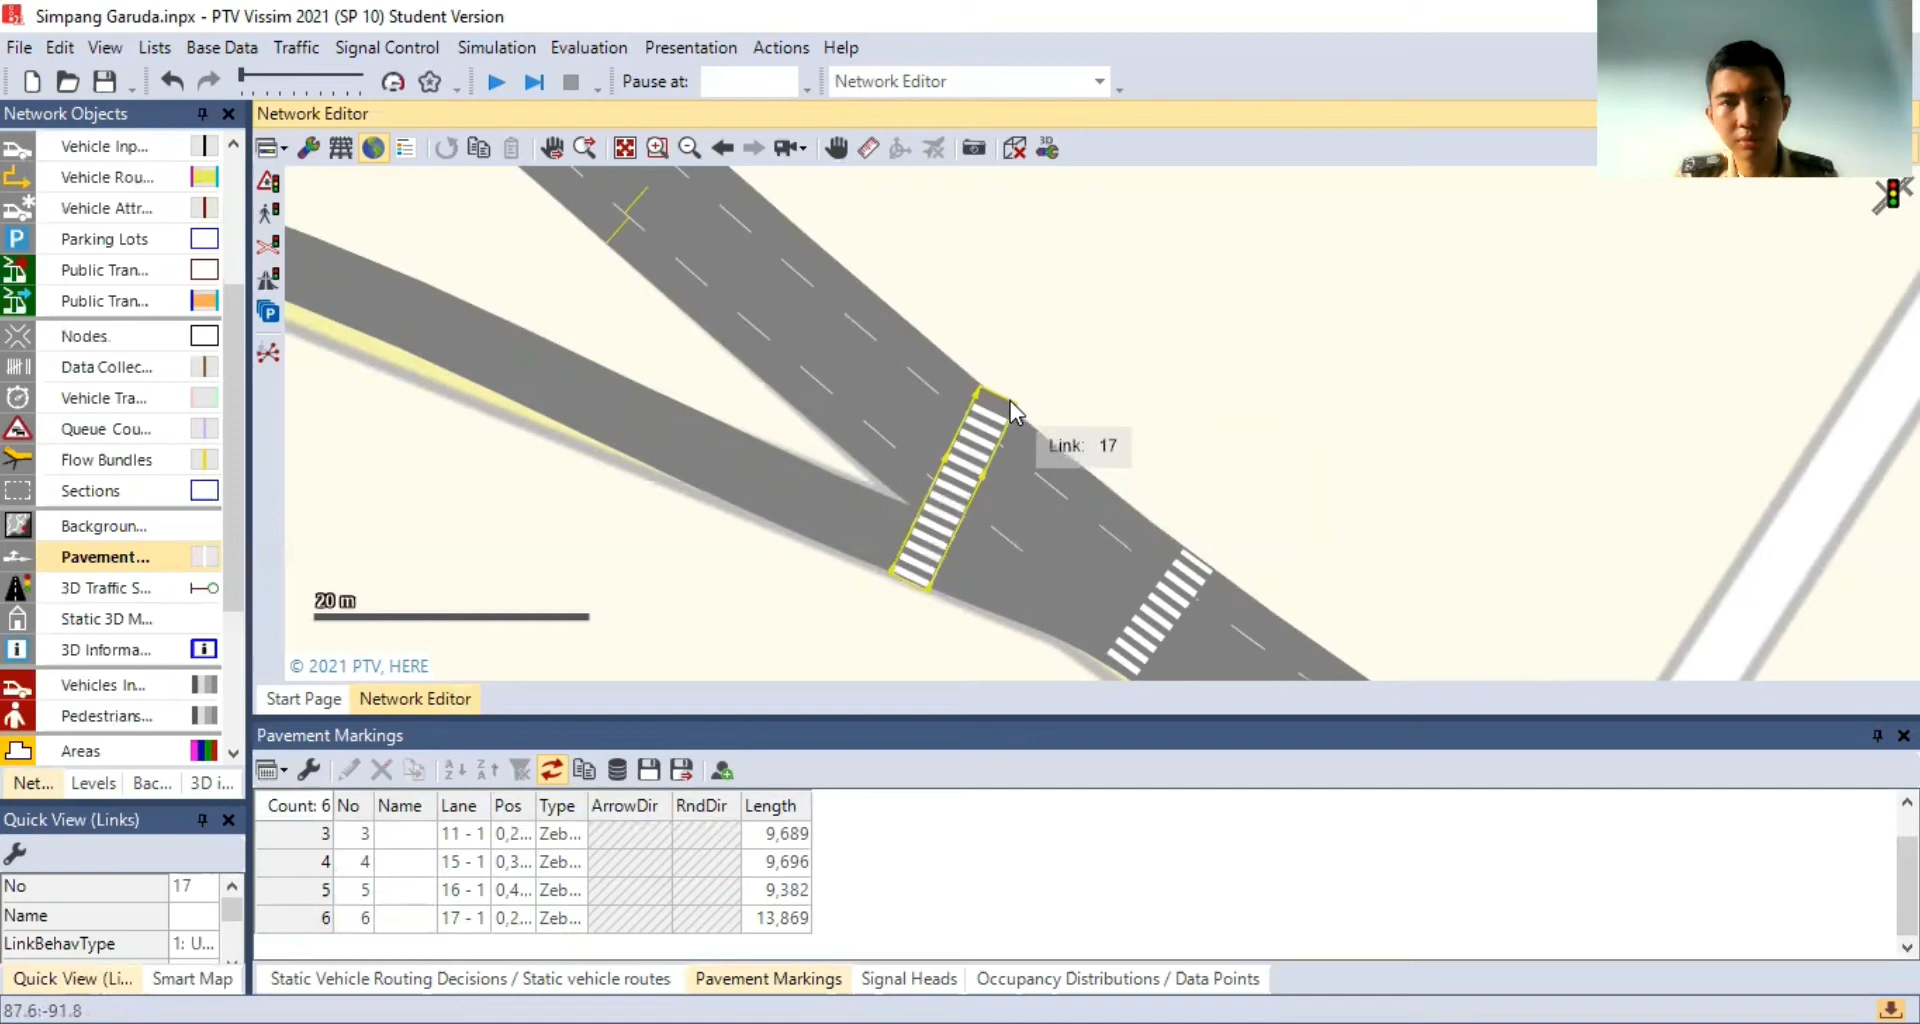 Simpang Garuda.inpx - PTV Vissim 2021 (SP 10) Student Version
File Edit View Lists Base Data Traffic Signal Control Simulation Evaluation Presentation Actions Help
Pause at: Network Editor
Network Objects
Vehicle Inp...
Vehicle Rou...
Vehicle Attr...
Parking Lots
Public Tran...
Public Tran...
Nodes.
Data Collec...
Vehicle Tra...
Queue Cou...
Flow Bundles
Sections
Backgroun...
Pavement...
3D Traffic S...
Static 3D M...
3D Informa...
Vehicles In...
Pedestrians...
Areas
Net... Levels Bac... 3D i...
Quick View (Links)
No 17
Name
LinkBehavType 1: U...
Quick View (Li... Smart Map
Network Editor
Link: 17
20 m
© 2021 PTV, HERE
Start Page Network Editor
Pavement Markings
Count: 6 No Name Lane Pos Type ArrowDir RndDir Length
3 3 11 - 1 0,2... Zeb... 9,689
4 4 15 - 1 0,3... Zeb... 9,696
5 5 16 - 1 0,4... Zeb... 9,382
6 6 17 - 1 0,2... Zeb... 13,869
Static Vehicle Routing Decisions / Static vehicle routes Pavement Markings Signal Heads Occupancy Distributions / Data Points
87.6:-91.8